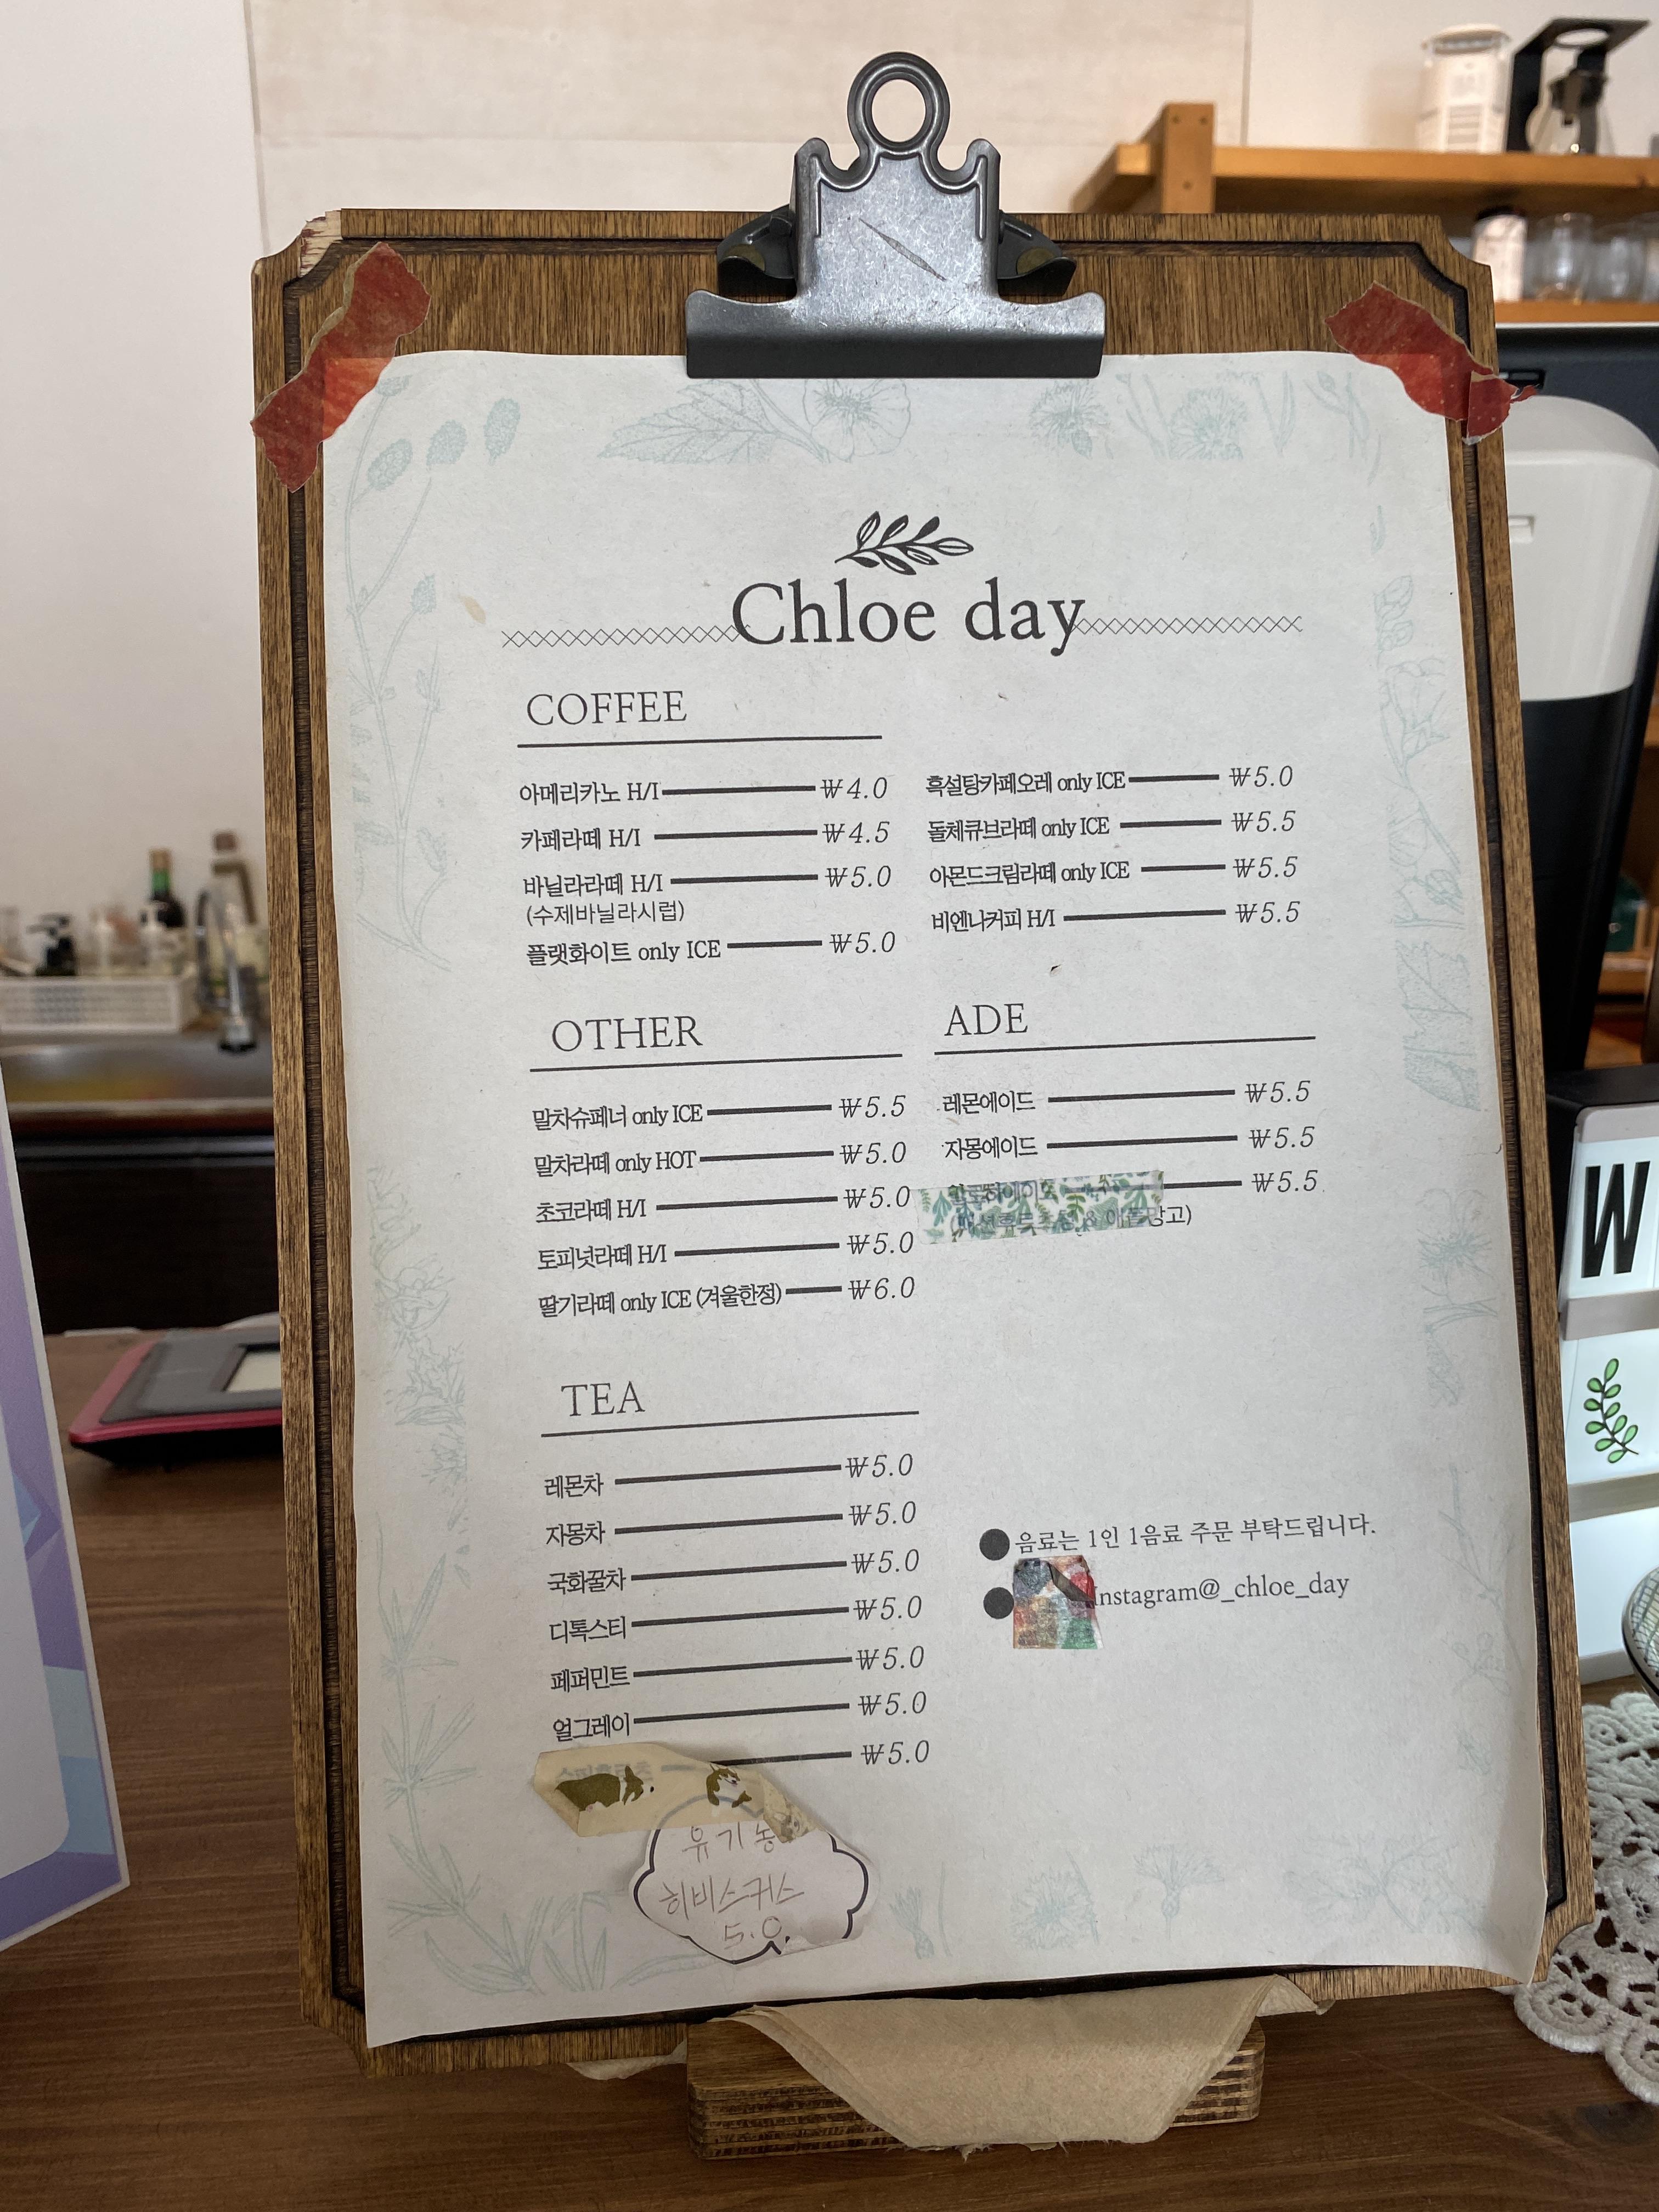 Chloe day
COFFEE
아메리카노 H/I ₩4.0
카페라떼 H/I ₩4.5
바닐라라떼 H/I ₩5.0
(수제바닐라시럽)
플랫화이트 only ICE ₩5.0
흑설탕카페오레 only ICE ₩5.0
돌체큐브라떼 only ICE ₩5.5
아몬드크림라떼 only ICE ₩5.5
비엔나커피 H/I ₩5.5
OTHER
말차슈페너 only ICE ₩5.5
말차라떼 only HOT ₩5.0
초코라떼 H/I ₩5.0
토피넛라떼 H/I ₩5.0
딸기라떼 only ICE (겨울한정) ₩6.0
ADE
레몬에이드 ₩5.5
자몽에이드 ₩5.5
₩5.5
TEA
레몬차 ₩5.0
자몽차 ₩5.0
국화꿀차 ₩5.0
디톡스티 ₩5.0
페퍼민트 ₩5.0
얼그레이 ₩5.0
₩5.0
유기농
히비스커스
5.0
음료는 1인 1음료 주문 부탁드립니다.
Instagram@_chloe_day
W